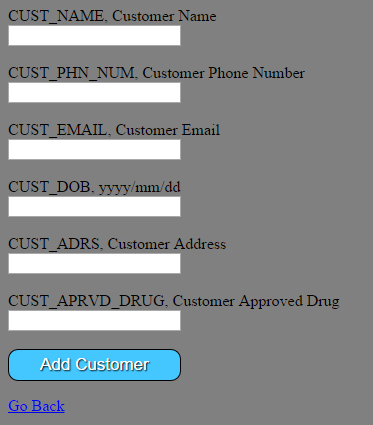 CUST_NAME, Customer Name
CUST_PHN_NUM, Customer Phone Number
CUST_EMAIL, Customer Email
CUST_DOB, yyyy/mm/dd
CUST_ADRS, Customer Address
CUST_APRVD_DRUG, Customer Approved Drug
Add Customer
Go Back